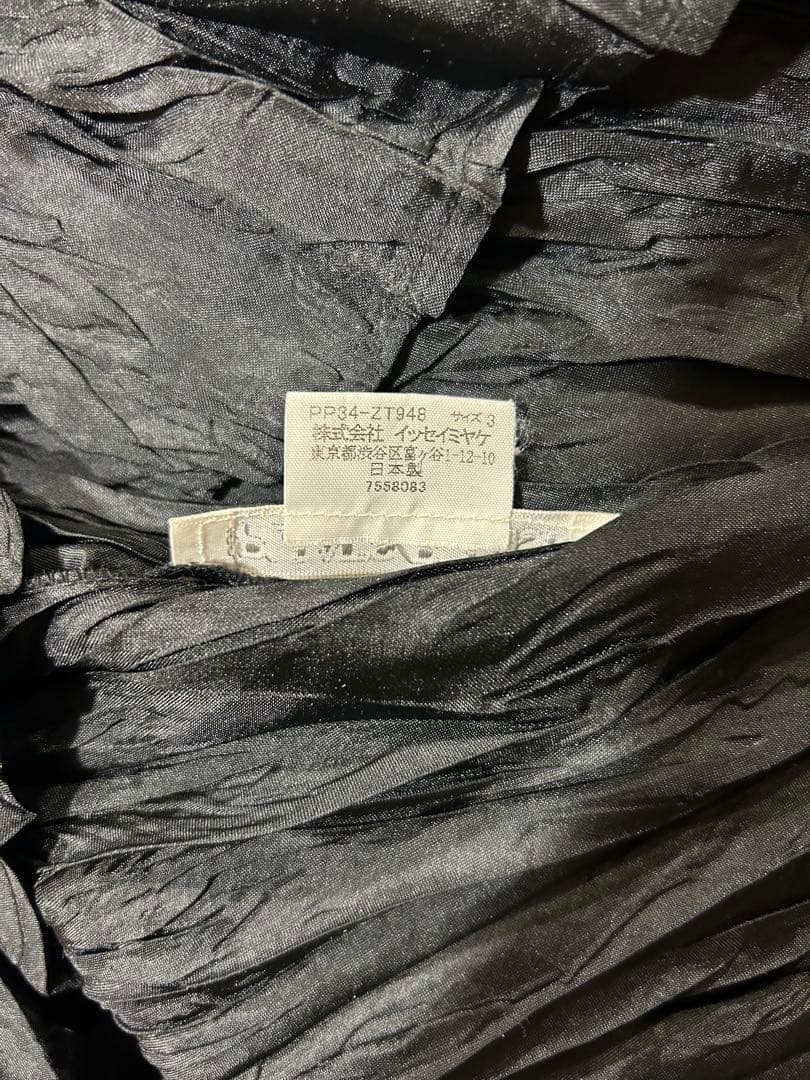 PP34-ZT948 サイズ 3
株式会社 イッセイミヤケ
東京都渋谷区富ヶ谷1-12-10
日本製
7558083